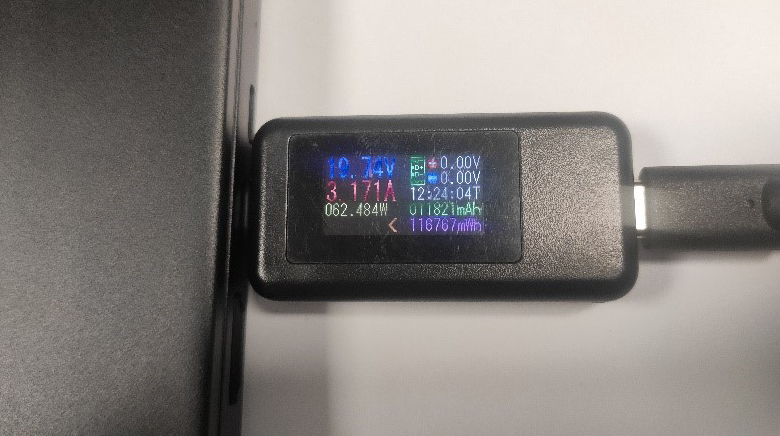 3.171A
062.484W
<
+0.00V
-0.00V
12:24:04T
011821mAh
116767mWh